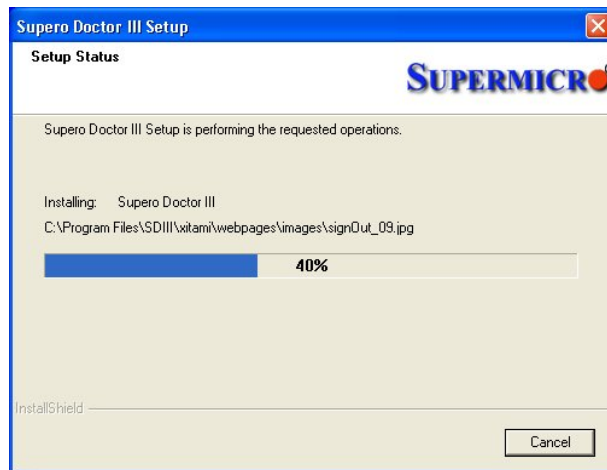 Supero Doctor III Setup
Setup Status
SUPERMICR
Supero Doctor III Setup is performing the requested operations.
Installing: Supero Doctor III
C:\Program Files\SDIII\xitami\webpages\images\signOut_09.jpg
40%
InstallShield
Cancel